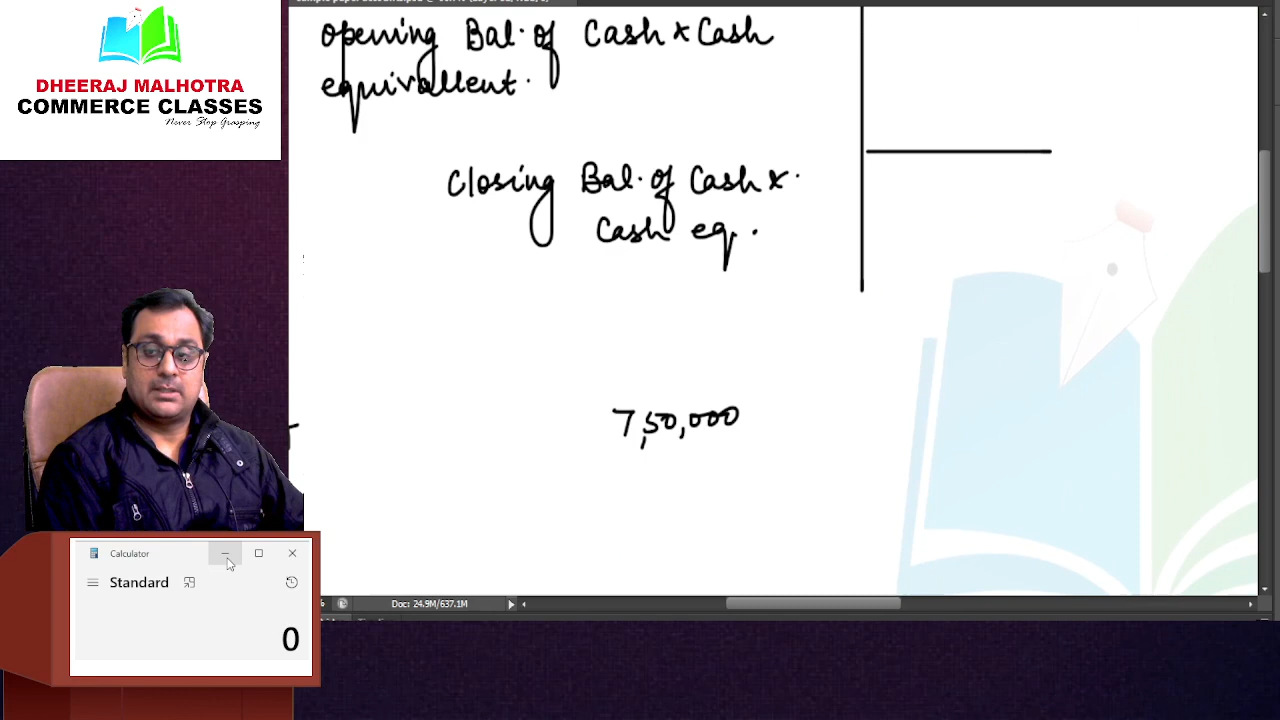 DHEERAJ MALHOTRA
COMMERCE CLASSES
Never Stop Grasping
opening Bal. of Cash & Cash
equivallent.
Closing Bal. of Cash &
Cash eq.
7,50,000
Calculator
Standard
0
Doc: 24.9M/637.1M